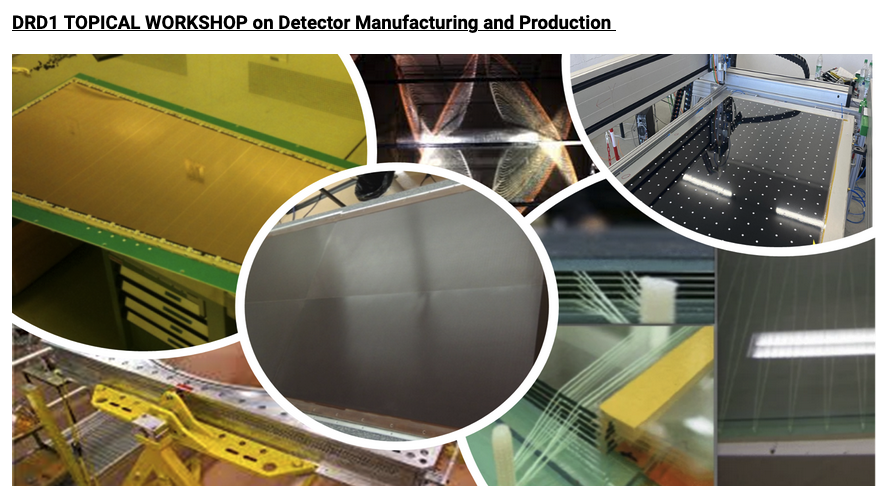 DRD1 TOPICAL WORKSHOP on Detector Manufacturing and Production